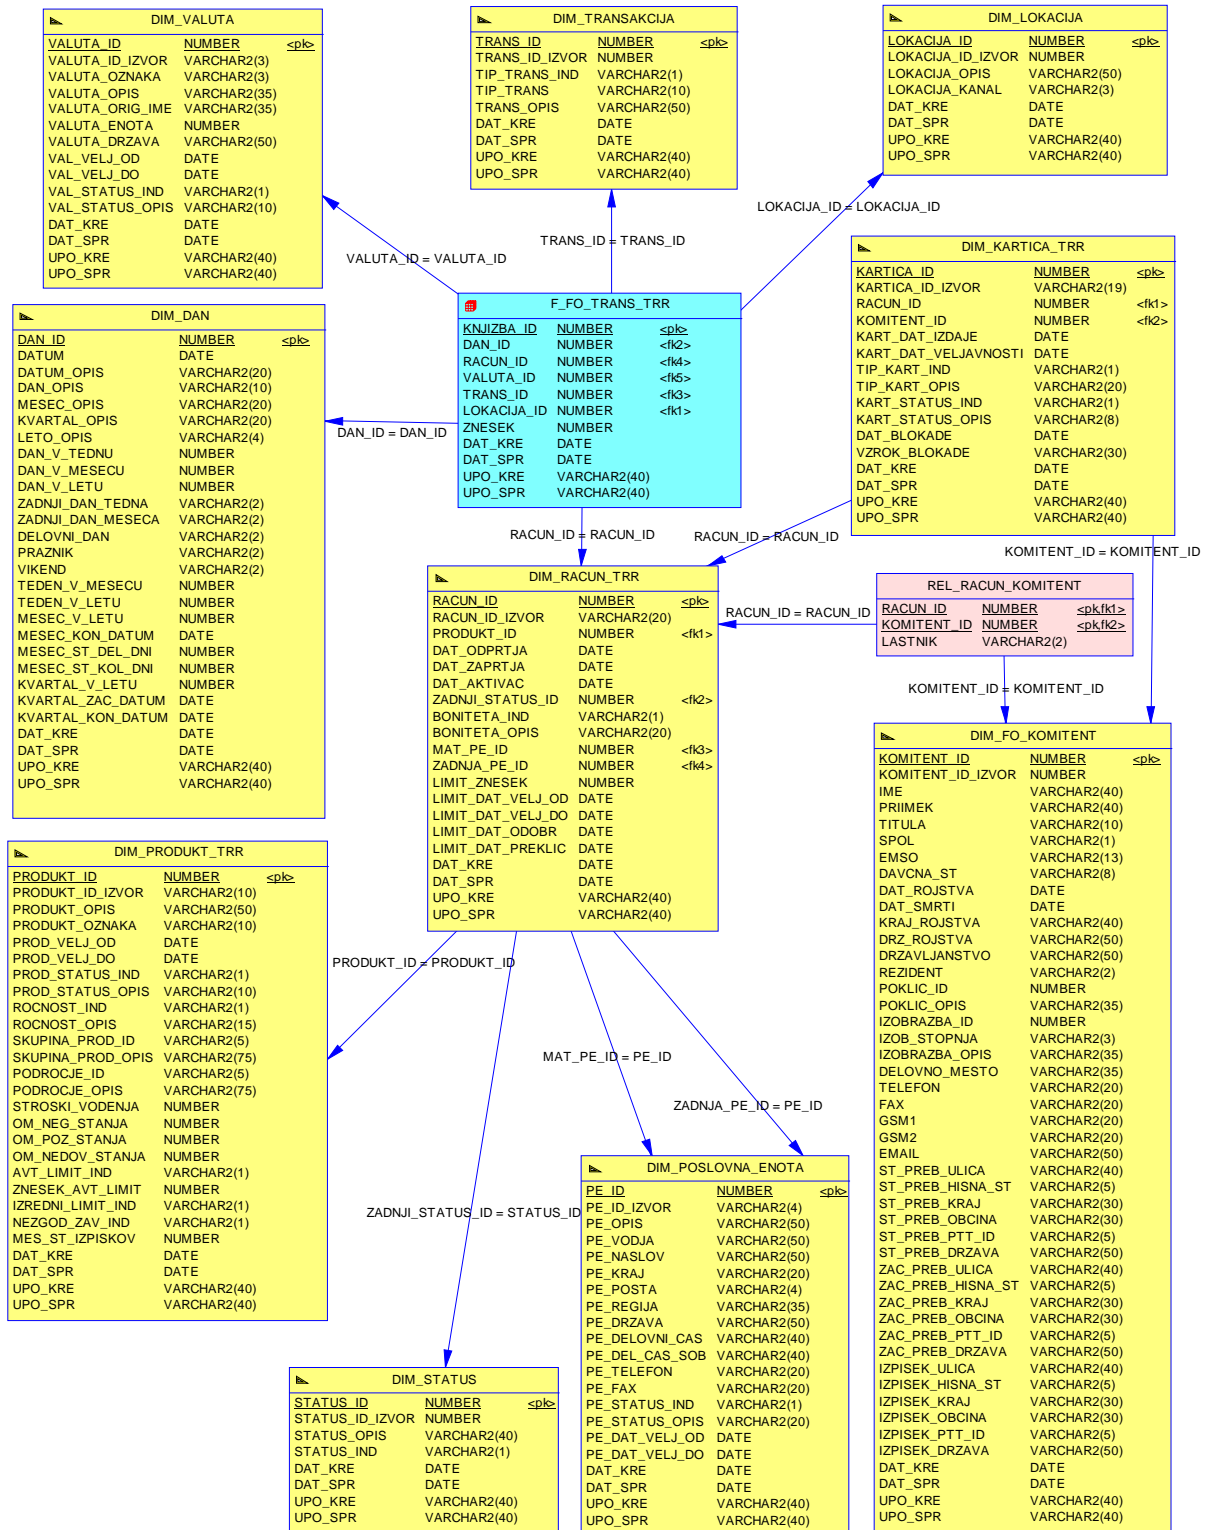 DIM_VALUTA
VALUTA_ID NUMBER <pk>
VALUTA_ID_IZVOR VARCHAR2(3)
VALUTA_OZNAKA VARCHAR2(3)
VALUTA_OPIS VARCHAR2(35)
VALUTA_ORIG_IME VARCHAR2(35)
VALUTA_ENOTA NUMBER
VALUTA_DRZAVA VARCHAR2(50)
VAL_VELJ_OD DATE
VAL_VELJ_DO DATE
VAL_STATUS_IND VARCHAR2(1)
VAL_STATUS_OPIS VARCHAR2(10)
DAT_KRE DATE
DAT_SPR DATE
UPO_KRE VARCHAR2(40)
UPO_SPR VARCHAR2(40)
DIM_TRANSAKCIJA
TRANS_ID NUMBER <pk>
TRANS_ID_IZVOR NUMBER
TIP_TRANS_IND VARCHAR2(1)
TIP_TRANS VARCHAR2(10)
TRANS_OPIS VARCHAR2(50)
DAT_KRE DATE
DAT_SPR DATE
UPO_KRE VARCHAR2(40)
UPO_SPR VARCHAR2(40)
DIM_LOKACIJA
LOKACIJA_ID NUMBER <pk>
LOKACIJA_ID_IZVOR NUMBER
LOKACIJA_OPIS VARCHAR2(50)
LOKACIJA_KANAL VARCHAR2(3)
DAT_KRE DATE
DAT_SPR DATE
UPO_KRE VARCHAR2(40)
UPO_SPR VARCHAR2(40)
VALUTA_ID = VALUTA_ID
TRANS_ID = TRANS_ID
LOKACIJA_ID = LOKACIJA_ID
DIM_DAN
DAN_ID NUMBER <pk>
DATUM DATE
DATUM_OPIS VARCHAR2(20)
DAN_OPIS VARCHAR2(10)
MESEC_OPIS VARCHAR2(20)
KVARTAL_OPIS VARCHAR2(20)
LETO_OPIS VARCHAR2(4)
DAN_V_TEDNU NUMBER
DAN_V_MESECU NUMBER
DAN_V_LETU NUMBER
ZADNJI_DAN_TEDNA VARCHAR2(2)
ZADNJI_DAN_MESECA VARCHAR2(2)
DELOVNI_DAN VARCHAR2(2)
PRAZNIK VARCHAR2(2)
VIKEND VARCHAR2(2)
TEDEN_V_MESECU NUMBER
TEDEN_V_LETU NUMBER
MESEC_V_LETU NUMBER
MESEC_KON_DATUM DATE
MESEC_ST_DEL_DNI NUMBER
MESEC_ST_KOL_DNI NUMBER
KVARTAL_V_LETU NUMBER
KVARTAL_ZAC_DATUM DATE
KVARTAL_KON_DATUM DATE
DAT_KRE DATE
DAT_SPR DATE
UPO_KRE VARCHAR2(40)
UPO_SPR VARCHAR2(40)
DAN_ID = DAN_ID
F_FO_TRANS_TRR
KNJIZBA_ID NUMBER <pk>
DAN_ID NUMBER <fk2>
RACUN_ID NUMBER <fk4>
VALUTA_ID NUMBER <fk5>
TRANS_ID NUMBER <fk3>
LOKACIJA_ID NUMBER <fk1>
ZNESEK NUMBER
DAT_KRE DATE
DAT_SPR DATE
UPO_KRE VARCHAR2(40)
UPO_SPR VARCHAR2(40)
DIM_KARTICA_TRR
KARTICA_ID NUMBER <pk>
KARTICA_ID_IZVOR VARCHAR2(19)
RACUN_ID NUMBER <fk1>
KOMITENT_ID NUMBER <fk2>
KART_DAT_IZDAJE DATE
KART_DAT_VELJAVNOSTI DATE
TIP_KART_IND VARCHAR2(1)
TIP_KART_OPIS VARCHAR2(20)
KART_STATUS_IND VARCHAR2(1)
KART_STATUS_OPIS VARCHAR2(8)
DAT_BLOKADE DATE
VZROK_BLOKADE VARCHAR2(30)
DAT_KRE DATE
DAT_SPR DATE
UPO_KRE VARCHAR2(40)
UPO_SPR VARCHAR2(40)
RACUN_ID = RACUN_ID
RACUN_ID = RACUN_ID
KOMITENT_ID = KOMITENT_ID
DIM_RACUN_TRR
RACUN_ID NUMBER <pk>
RACUN_ID_IZVOR VARCHAR2(20)
PRODUKT_ID NUMBER <fk1>
DAT_ODPRTJA DATE
DAT_ZAPRTJA DATE
DAT_AKTIVAC DATE
ZADNJI_STATUS_ID NUMBER <fk2>
BONITETA_IND VARCHAR2(1)
BONITETA_OPIS VARCHAR2(20)
MAT_PE_ID NUMBER <fk3>
ZADNJA_PE_ID NUMBER <fk4>
LIMIT_ZNESEK NUMBER
LIMIT_DAT_VELJ_OD DATE
LIMIT_DAT_VELJ_DO DATE
LIMIT_DAT_ODOBR DATE
LIMIT_DAT_PREKLIC DATE
DAT_KRE DATE
DAT_SPR DATE
UPO_KRE VARCHAR2(40)
UPO_SPR VARCHAR2(40)
RACUN_ID = RACUN_ID
REL_RACUN_KOMITENT
RACUN_ID NUMBER <pk,fk1>
KOMITENT_ID NUMBER <pk,fk2>
LASTNIK VARCHAR2(2)
KOMITENT_ID = KOMITENT_ID
DIM_FO_KOMITENT
KOMITENT_ID NUMBER <pk>
KOMITENT_ID_IZVOR NUMBER
IME VARCHAR2(40)
PRIIMEK VARCHAR2(40)
TITULA VARCHAR2(10)
SPOL VARCHAR2(1)
EMSO VARCHAR2(13)
DAVCNA_ST VARCHAR2(8)
DAT_ROJSTVA DATE
DAT_SMRTI DATE
KRAJ_ROJSTVA VARCHAR2(40)
DRZ_ROJSTVA VARCHAR2(50)
DRZAVLJANSTVO VARCHAR2(50)
REZIDENT VARCHAR2(2)
POKLIC_ID NUMBER
POKLIC_OPIS VARCHAR2(35)
IZOBRAZBA_ID NUMBER
IZOB_STOPNJA VARCHAR2(3)
IZOBRAZBA_OPIS VARCHAR2(35)
DELOVNO_MESTO VARCHAR2(35)
TELEFON VARCHAR2(20)
FAX VARCHAR2(20)
GSM1 VARCHAR2(20)
GSM2 VARCHAR2(20)
EMAIL VARCHAR2(50)
ST_PREB_ULICA VARCHAR2(40)
ST_PREB_HISNA_ST VARCHAR2(5)
ST_PREB_KRAJ VARCHAR2(30)
ST_PREB_OBCINA VARCHAR2(30)
ST_PREB_PTT_ID VARCHAR2(5)
ST_PREB_DRZAVA VARCHAR2(50)
ZAC_PREB_ULICA VARCHAR2(40)
ZAC_PREB_HISNA_ST VARCHAR2(5)
ZAC_PREB_KRAJ VARCHAR2(30)
ZAC_PREB_OBCINA VARCHAR2(30)
ZAC_PREB_PTT_ID VARCHAR2(5)
ZAC_PREB_DRZAVA VARCHAR2(50)
IZPISEK_ULICA VARCHAR2(40)
IZPISEK_HISNA_ST VARCHAR2(5)
IZPISEK_KRAJ VARCHAR2(30)
IZPISEK_OBCINA VARCHAR2(30)
IZPISEK_PTT_ID VARCHAR2(5)
IZPISEK_DRZAVA VARCHAR2(50)
DAT_KRE DATE
DAT_SPR DATE
UPO_KRE VARCHAR2(40)
UPO_SPR VARCHAR2(40)
DIM_PRODUKT_TRR
PRODUKT_ID NUMBER <pk>
PRODUKT_ID_IZVOR VARCHAR2(10)
PRODUKT_OPIS VARCHAR2(50)
PRODUKT_OZNAKA VARCHAR2(10)
PROD_VELJ_OD DATE
PROD_VELJ_DO DATE
PROD_STATUS_IND VARCHAR2(1)
PROD_STATUS_OPIS VARCHAR2(10)
ROCNOST_IND VARCHAR2(1)
ROCNOST_OPIS VARCHAR2(15)
SKUPINA_PROD_ID VARCHAR2(5)
SKUPINA_PROD_OPIS VARCHAR2(75)
PODROCJE_ID VARCHAR2(5)
PODROCJE_OPIS VARCHAR2(75)
STROSKI_VODENJA NUMBER
OM_NEG_STANJA NUMBER
OM_POZ_STANJA NUMBER
OM_NEDOV_STANJA NUMBER
AVT_LIMIT_IND VARCHAR2(1)
ZNESEK_AVT_LIMIT NUMBER
IZREDNI_LIMIT_IND VARCHAR2(1)
NEZGOD_ZAV_IND VARCHAR2(1)
MES_ST_IZPISKOV NUMBER
DAT_KRE DATE
DAT_SPR DATE
UPO_KRE VARCHAR2(40)
UPO_SPR VARCHAR2(40)
PRODUKT_ID = PRODUKT_ID
MAT_PE_ID = PE_ID
ZADNJA_PE_ID = PE_ID
ZADNJI_STATUS_ID = STATUS_ID
DIM_POSLOVNA_ENOTA
PE_ID NUMBER <pk>
PE_ID_IZVOR VARCHAR2(4)
PE_OPIS VARCHAR2(50)
PE_VODJA VARCHAR2(50)
PE_NASLOV VARCHAR2(50)
PE_KRAJ VARCHAR2(20)
PE_POSTA VARCHAR2(4)
PE_REGIJA VARCHAR2(35)
PE_DRZAVA VARCHAR2(50)
PE_DELOVNI_CAS VARCHAR2(40)
PE_DEL_CAS_SOB VARCHAR2(40)
PE_TELEFON VARCHAR2(20)
PE_FAX VARCHAR2(20)
PE_STATUS_IND VARCHAR2(1)
PE_STATUS_OPIS VARCHAR2(20)
PE_DAT_VELJ_OD DATE
PE_DAT_VELJ_DO DATE
DAT_KRE DATE
DAT_SPR DATE
UPO_KRE VARCHAR2(40)
UPO_SPR VARCHAR2(40)
DIM_STATUS
STATUS_ID NUMBER <pk>
STATUS_ID_IZVOR NUMBER
STATUS_OPIS VARCHAR2(40)
STATUS_IND VARCHAR2(1)
DAT_KRE DATE
DAT_SPR DATE
UPO_KRE VARCHAR2(40)
UPO_SPR VARCHAR2(40)